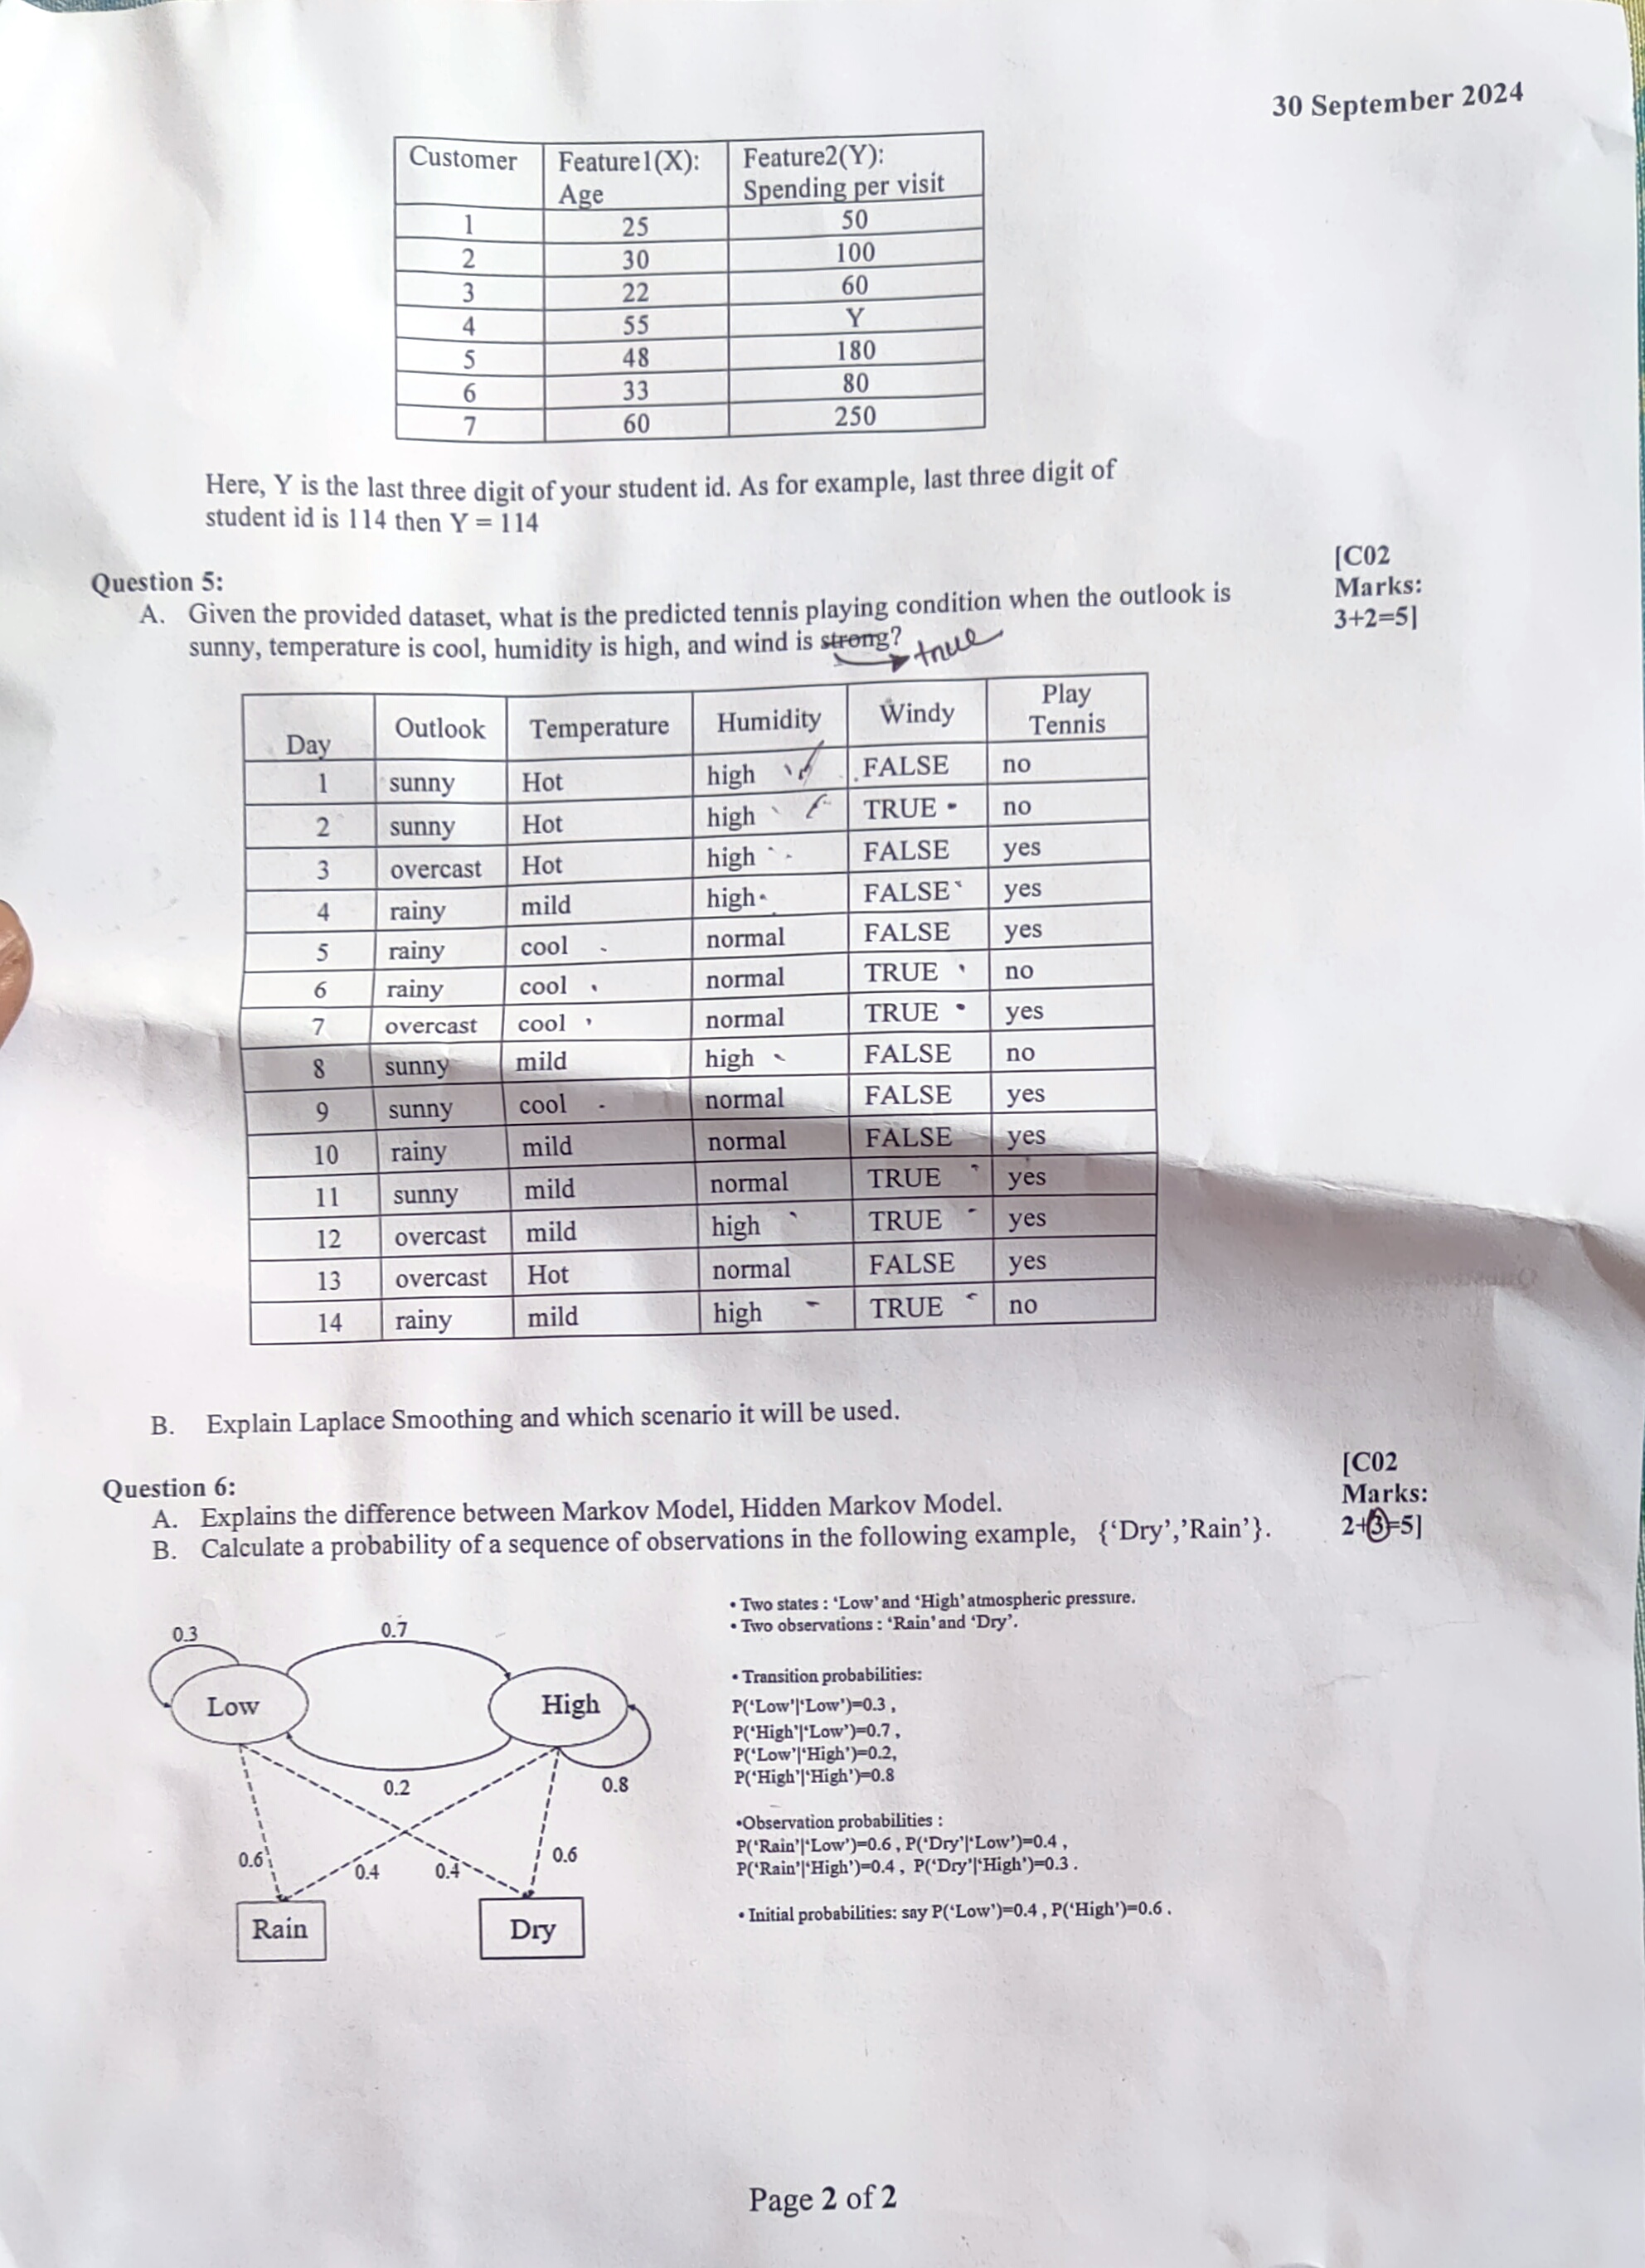 30 September 2024
Customer Feature1(X): Age Feature2(Y): Spending per visit
1 25 50
2 30 100
3 22 60
4 55 Y
5 48 180
6 33 80
7 60 250
Here, Y is the last three digit of your student id. As for example, last three digit of
student id is 114 then Y = 114
[C02
Marks:
3+2=5]
Question 5:
A. Given the provided dataset, what is the predicted tennis playing condition when the outlook is
sunny, temperature is cool, humidity is high, and wind is strong?
true
Day Outlook Temperature Humidity Windy Play Tennis
1 sunny Hot high FALSE no
2 sunny Hot high TRUE no
3 overcast Hot high FALSE yes
4 rainy mild high FALSE yes
5 rainy cool normal FALSE yes
6 rainy cool normal TRUE no
7 overcast cool normal TRUE yes
8 sunny mild high FALSE no
9 sunny cool normal FALSE yes
10 rainy mild normal FALSE yes
11 sunny mild normal TRUE yes
12 overcast mild high TRUE yes
13 overcast Hot normal FALSE yes
14 rainy mild high TRUE no
B. Explain Laplace Smoothing and which scenario it will be used.
[C02
Marks:
2+3=5]
Question 6:
A. Explains the difference between Markov Model, Hidden Markov Model.
B. Calculate a probability of a sequence of observations in the following example, {‘Dry’,’Rain’}.
0.3
0.7
Low
High
0.2
0.8
0.6
0.4
0.4
0.6
Rain
Dry
• Two states : ‘Low’ and ‘High’ atmospheric pressure.
• Two observations : ‘Rain’ and ‘Dry’.
• Transition probabilities:
P(‘Low’|‘Low’)=0.3 ,
P(‘High’|‘Low’)=0.7 ,
P(‘Low’|‘High’)=0.2,
P(‘High’|‘High’)=0.8
•Observation probabilities :
P(‘Rain’|‘Low’)=0.6 , P(‘Dry’|‘Low’)=0.4 ,
P(‘Rain’|‘High’)=0.4 , P(‘Dry’|‘High’)=0.3 .
• Initial probabilities: say P(‘Low’)=0.4 , P(‘High’)=0.6 .
Page 2 of 2